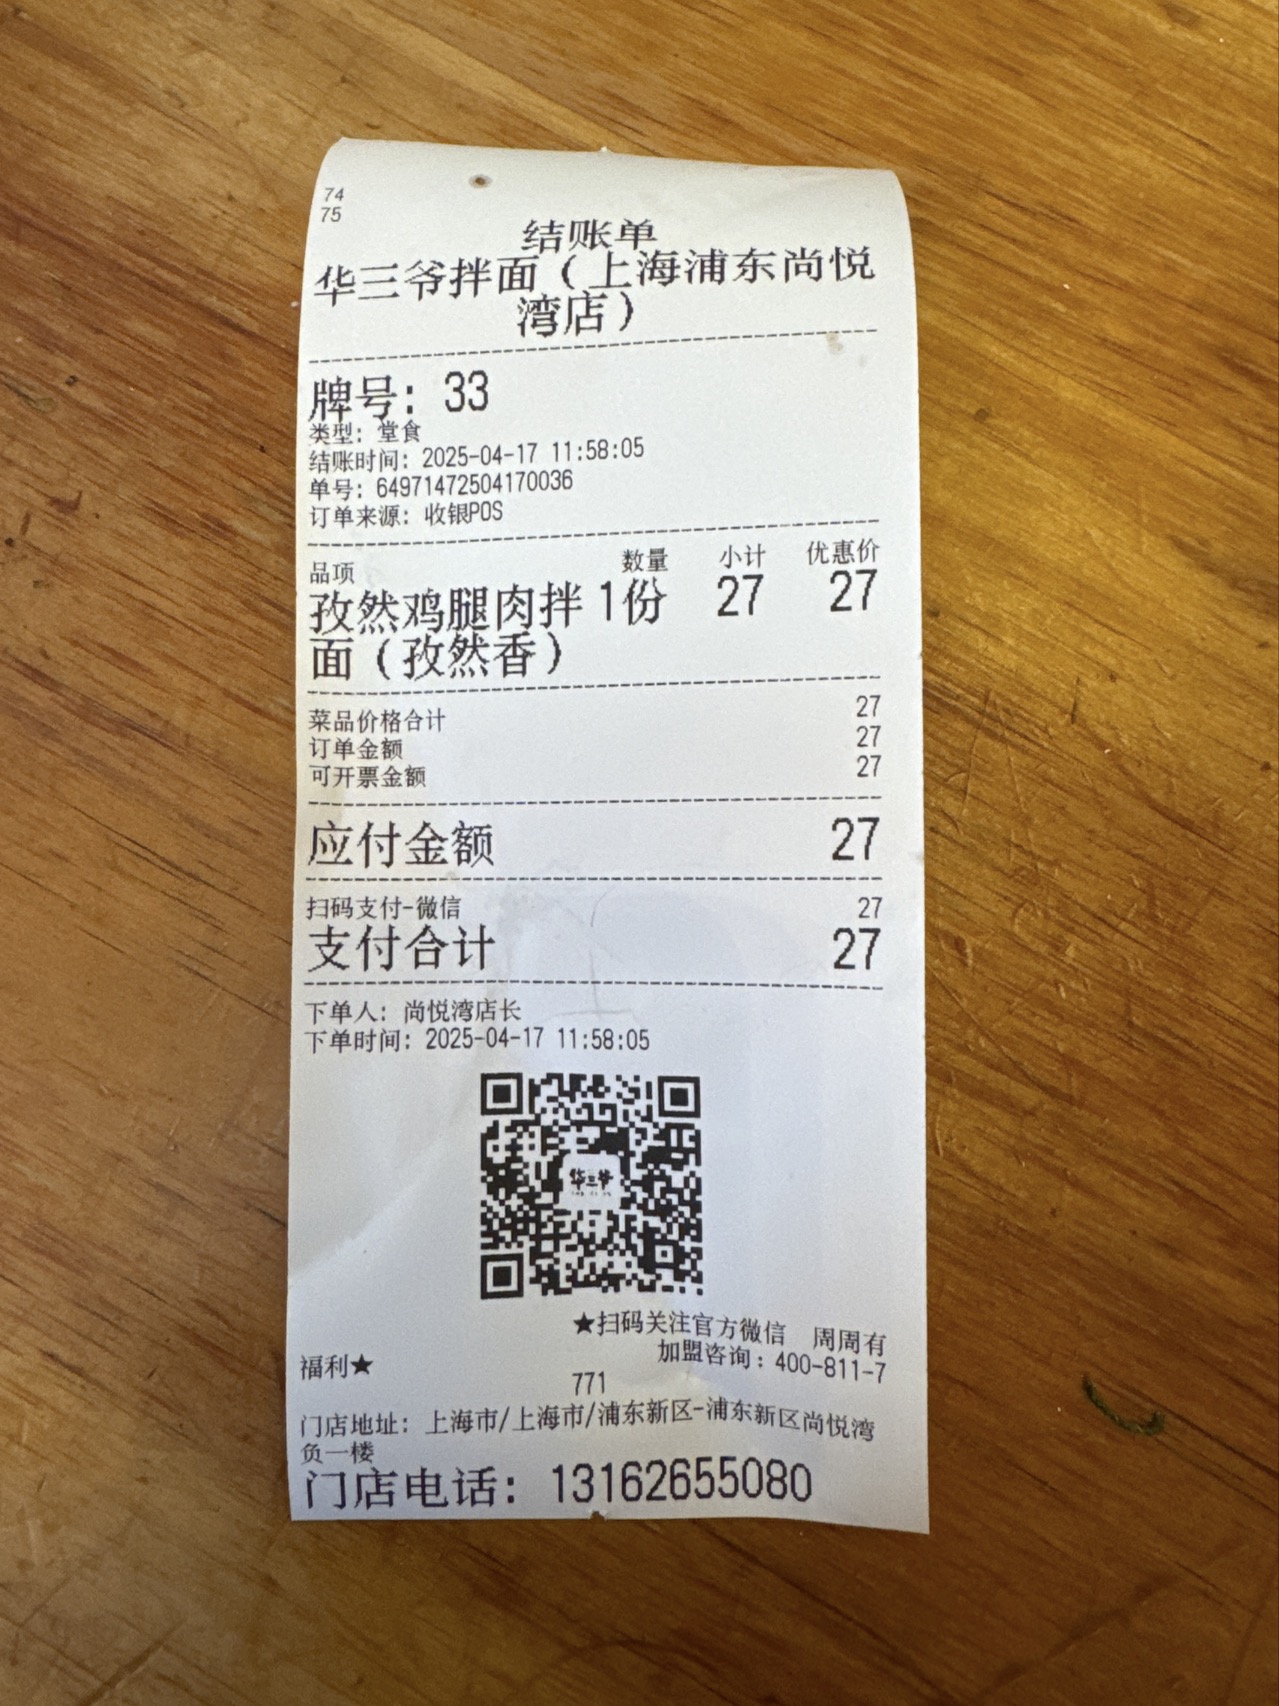 74
75
结账单
华三爷拌面（上海浦东尚悦
湾店）
牌号: 33
类型: 堂食
结账时间: 2025-04-17 11:58:05
单号: 64971472504170036
订单来源: 收银POS
品项 数量 小计 优惠价
孜然鸡腿肉拌 1份 27 27
面（孜然香）
菜品价格合计 27
订单金额 27
可开票金额 27
应付金额 27
扫码支付-微信 27
支付合计 27
下单人: 尚悦湾店长
下单时间: 2025-04-17 11:58:05
华三爷
★扫码关注官方微信 周周有
福利★ 加盟咨询：400-811-7
771
门店地址: 上海市/上海市/浦东新区-浦东新区尚悦湾
负一楼
门店电话: 13162655080